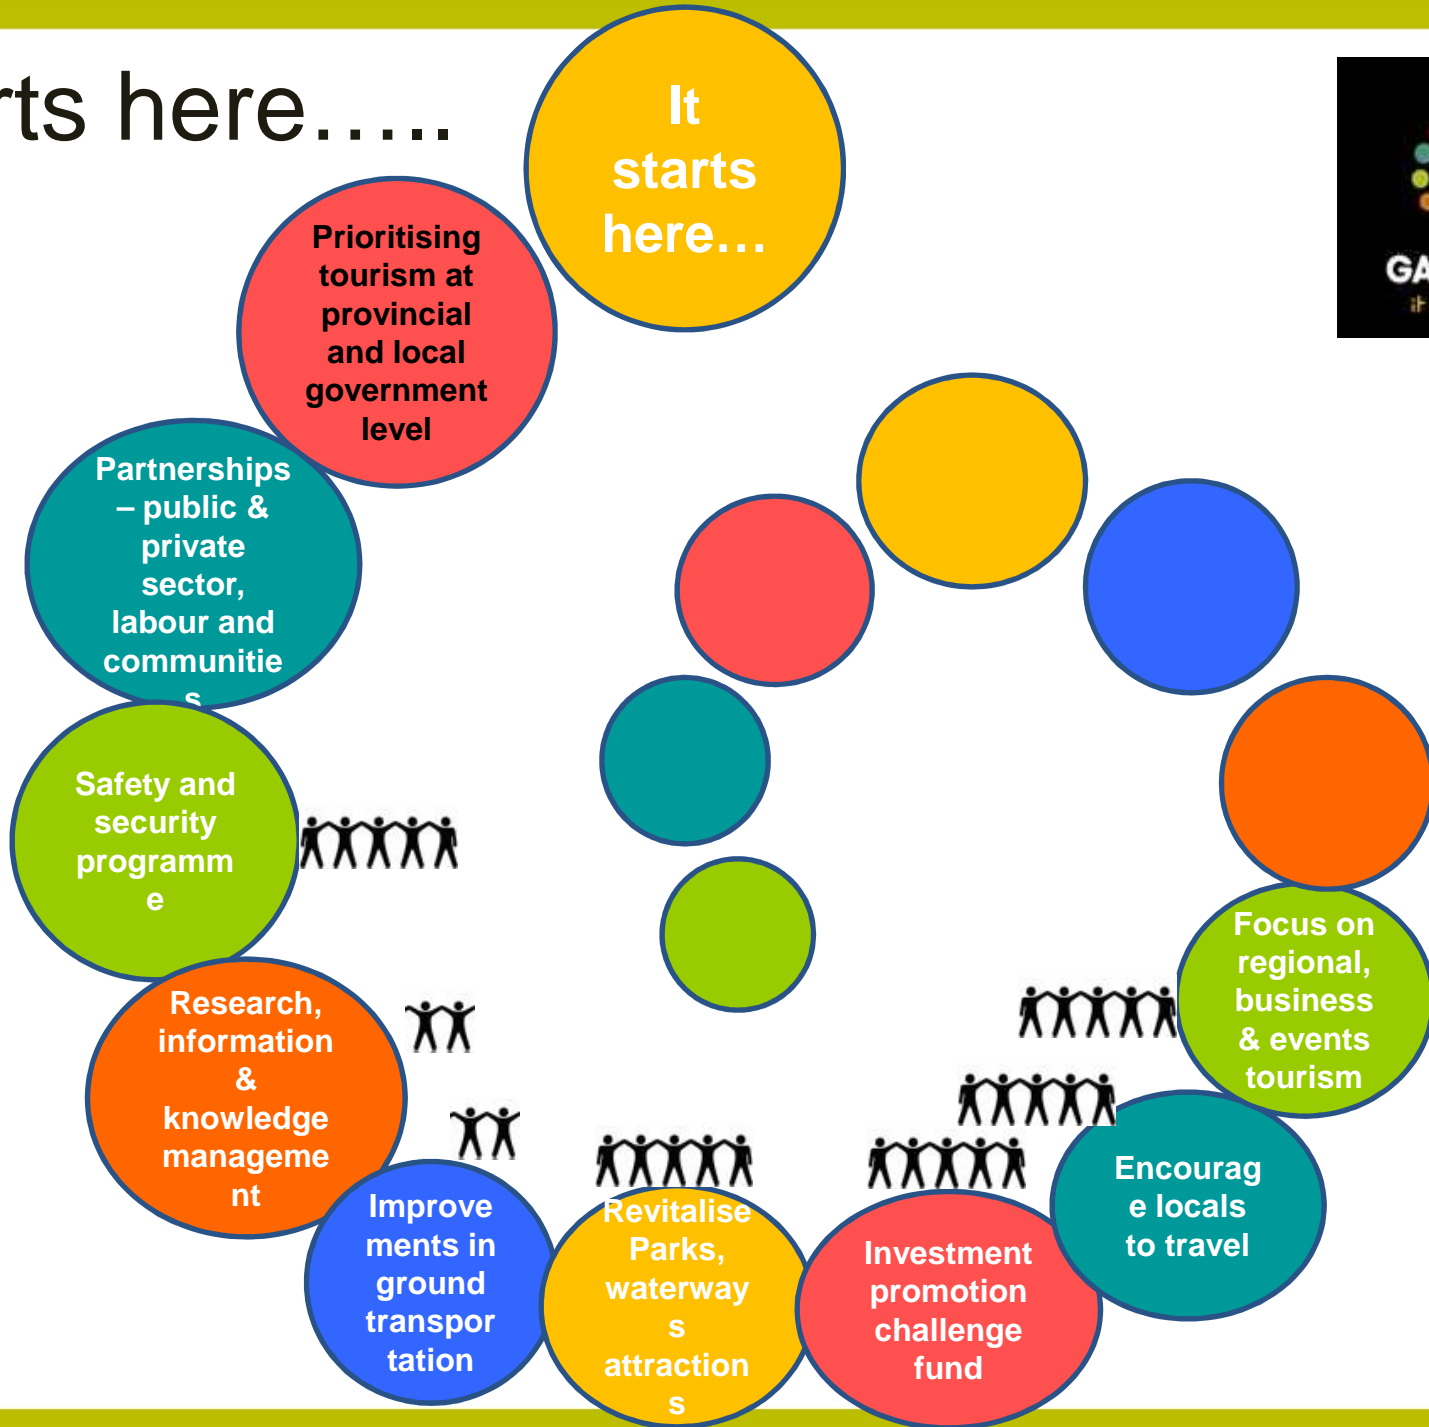 rts here…..
It
starts
here…
Prioritising
tourism at
provincial
and local
government
level
Partnerships
– public &
private
sector,
labour and
communitie
s
Safety and
security
programm
e
Research,
information
&
knowledge
manageme
nt
Improve
ments in
ground
transpor
tation
Revitalise
Parks,
waterway
s
attraction
s
Investment
promotion
challenge
fund
Encourag
e locals
to travel
Focus on
regional,
business
& events
tourism
GA
it